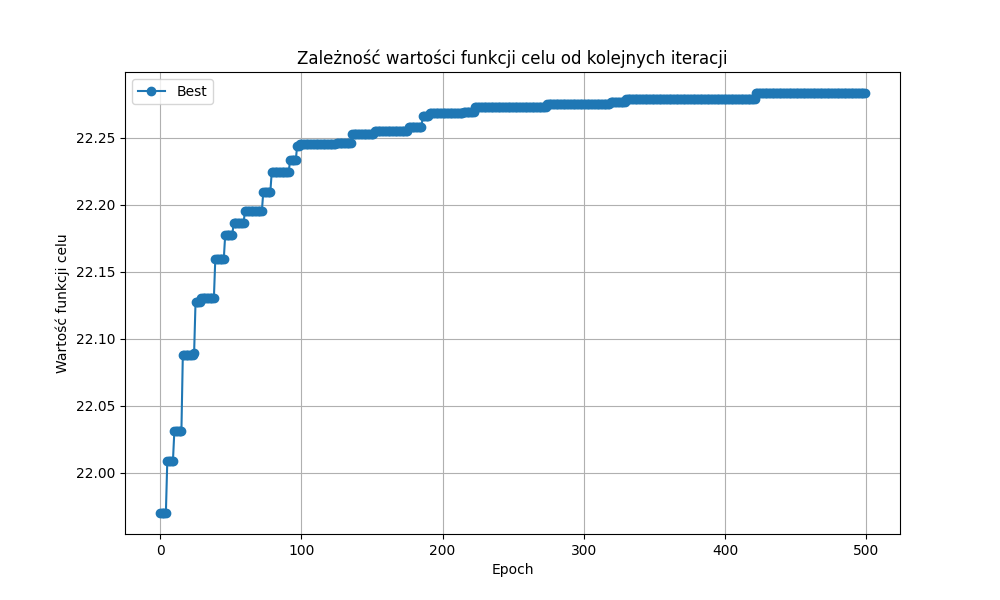 Zależność wartości funkcji celu od kolejnych iteracji
Best
22.25
22.20
22.15
22.10
22.05
22.00
Wartość funkcji celu
0 100 200 300 400 500
Epoch